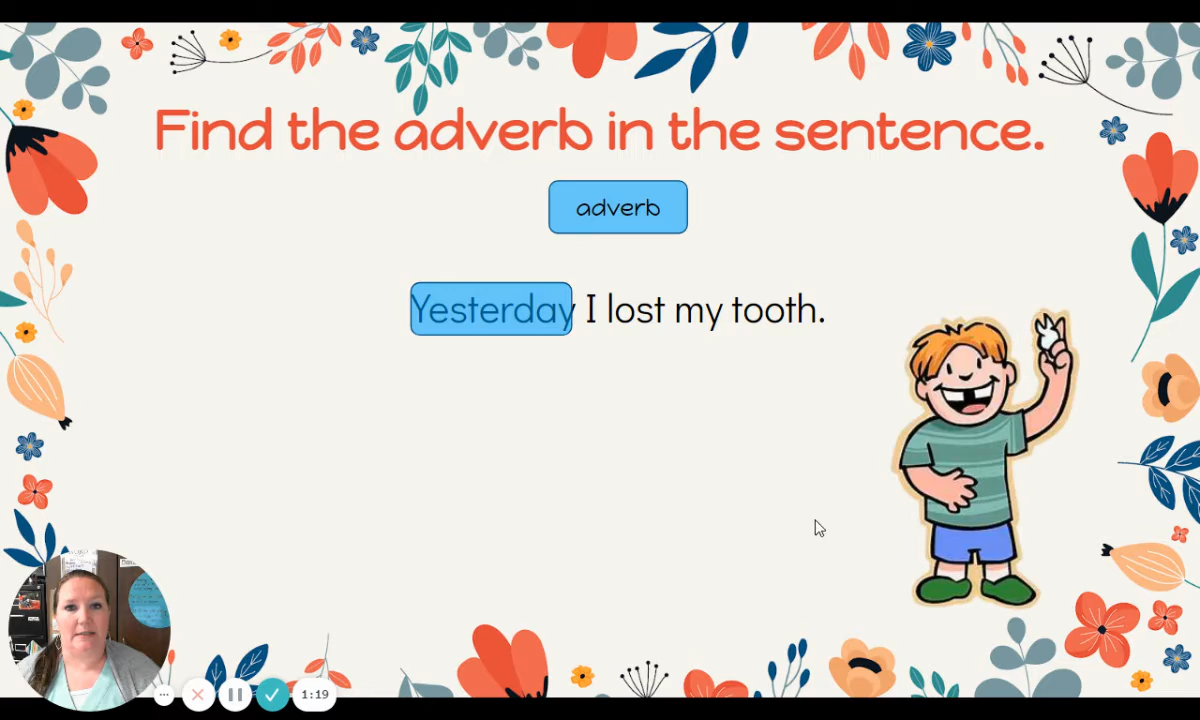 Find the adverb in the sentence.
adverb
Yesterday I lost my tooth.
1:19